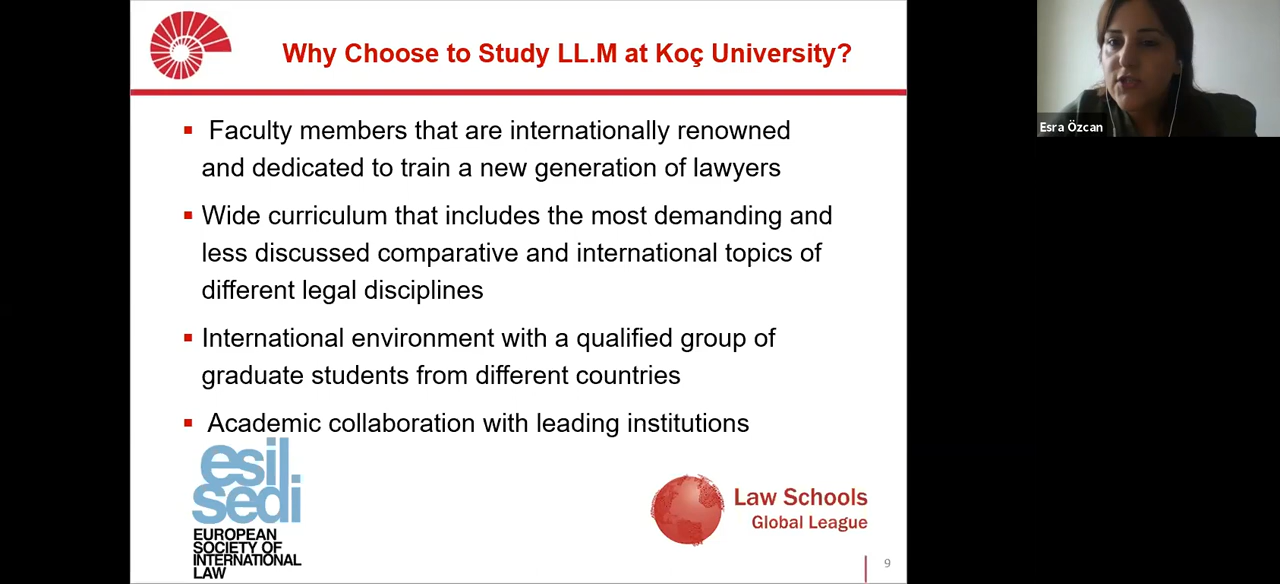 Why Choose to Study LL.M at Koç University?
Esra Özcan
Faculty members that are internationally renowned
and dedicated to train a new generation of lawyers
Wide curriculum that includes the most demanding and
less discussed comparative and international topics of
different legal disciplines
International environment with a qualified group of
graduate students from different countries
Academic collaboration with leading institutions
esil
sedi
EUROPEAN
SOCIETY OF
INTERNATIONAL
LAW
Law Schools
Global League
9